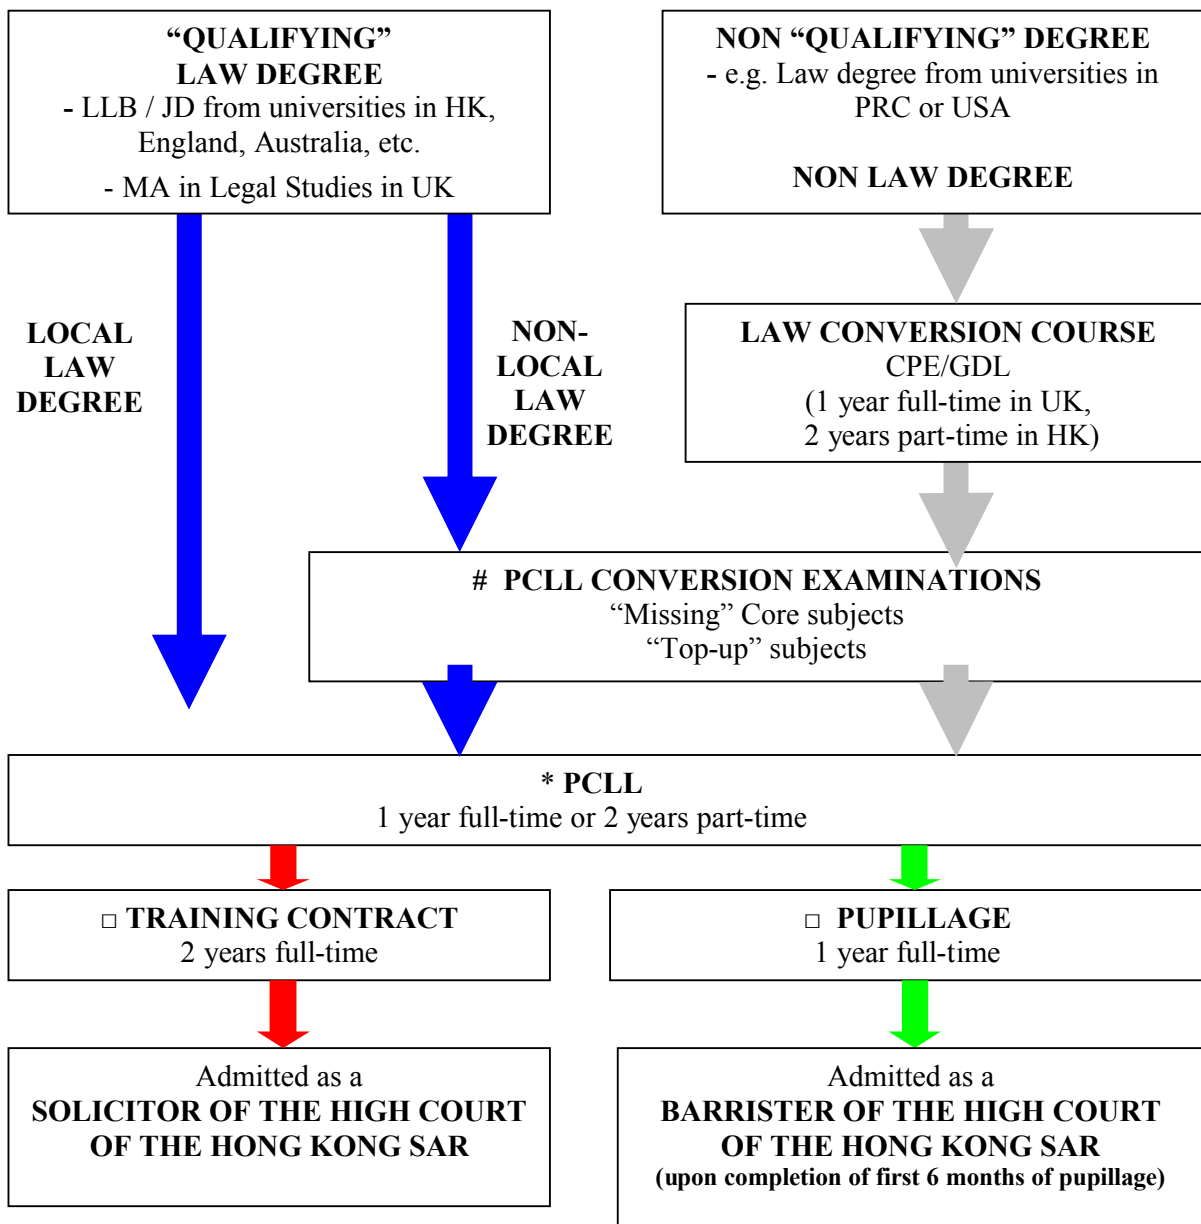 “QUALIFYING”
LAW DEGREE
- LLB / JD from universities in HK,
England, Australia, etc.
- MA in Legal Studies in UK
NON “QUALIFYING” DEGREE
- e.g. Law degree from universities in
PRC or USA
NON LAW DEGREE
LOCAL
LAW
DEGREE
NON-
LOCAL
LAW
DEGREE
LAW CONVERSION COURSE
CPE/GDL
(1 year full-time in UK,
2 years part-time in HK)
# PCLL CONVERSION EXAMINATIONS
“Missing” Core subjects
“Top-up” subjects
* PCLL
1 year full-time or 2 years part-time
□ TRAINING CONTRACT
2 years full-time
□ PUPILLAGE
1 year full-time
Admitted as a
SOLICITOR OF THE HIGH COURT
OF THE HONG KONG SAR
Admitted as a
BARRISTER OF THE HIGH COURT
OF THE HONG KONG SAR
(upon completion of first 6 months of pupillage)